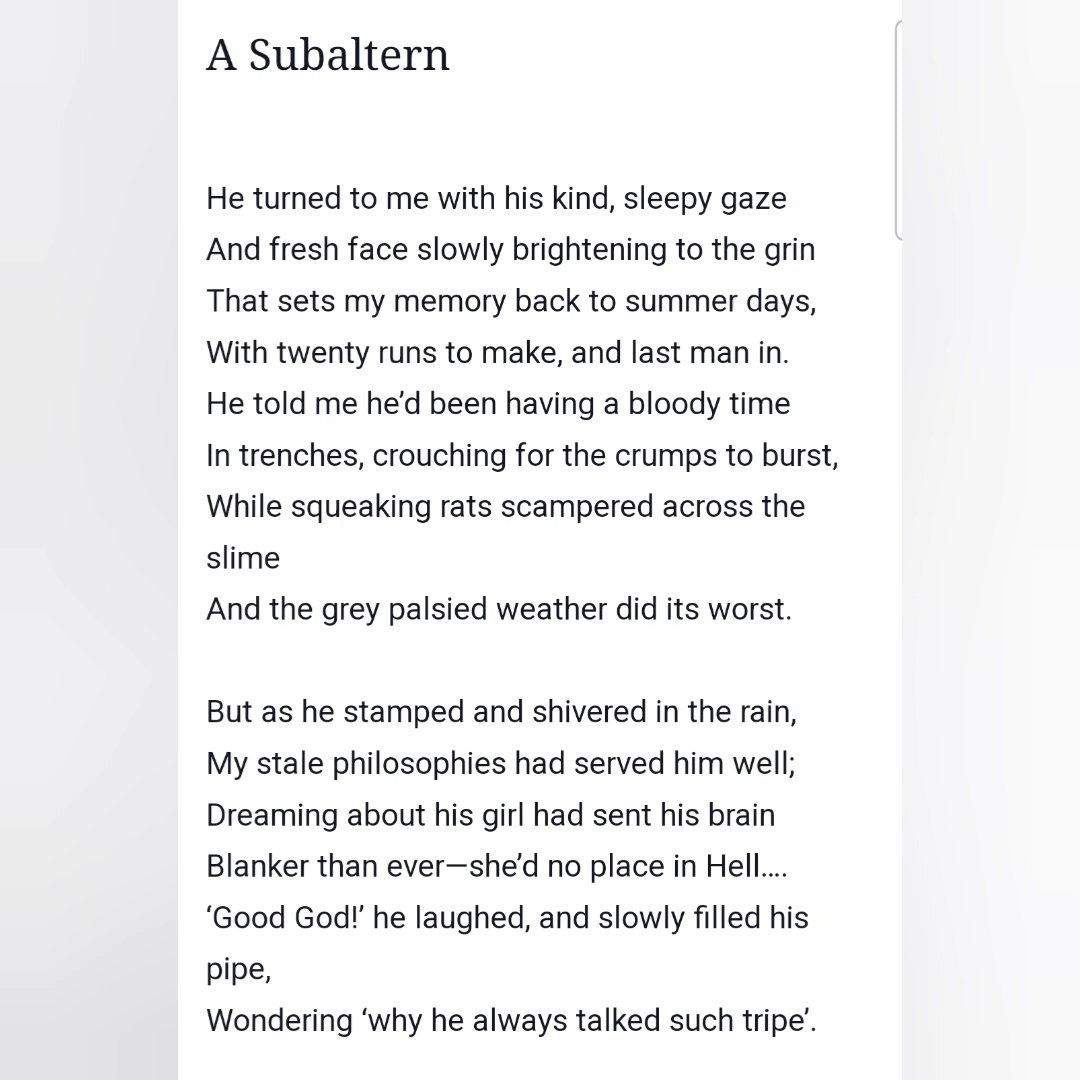 A Subaltern
He turned to me with his kind, sleepy gaze
And fresh face slowly brightening to the grin
That sets my memory back to summer days,
With twenty runs to make, and last man in.
He told me he’d been having a bloody time
In trenches, crouching for the crumps to burst,
While squeaking rats scampered across the
slime
And the grey palsied weather did its worst.
But as he stamped and shivered in the rain,
My stale philosophies had served him well;
Dreaming about his girl had sent his brain
Blanker than ever—she’d no place in Hell....
‘Good God!’ he laughed, and slowly filled his
pipe,
Wondering ‘why he always talked such tripe’.